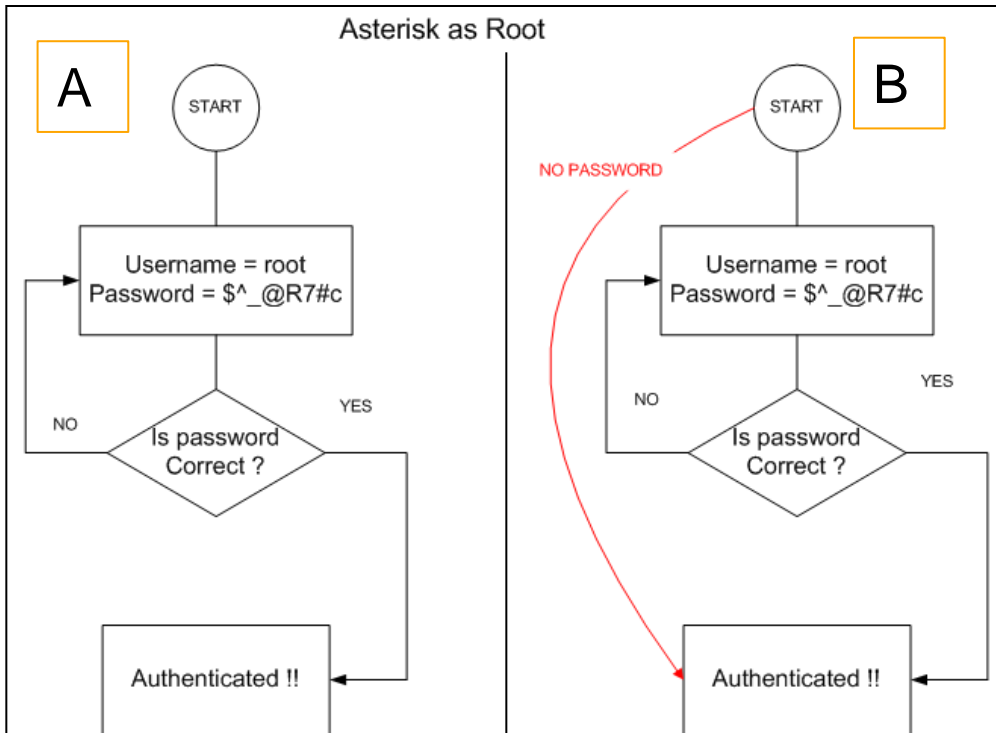 Asterisk as Root
A
START
Username = root
Password = $^_@R7#c
NO
YES
Is password
Correct ?
Authenticated !!
B
START
NO PASSWORD
Username = root
Password = $^_@R7#c
YES
NO
Is password
Correct ?
Authenticated !!